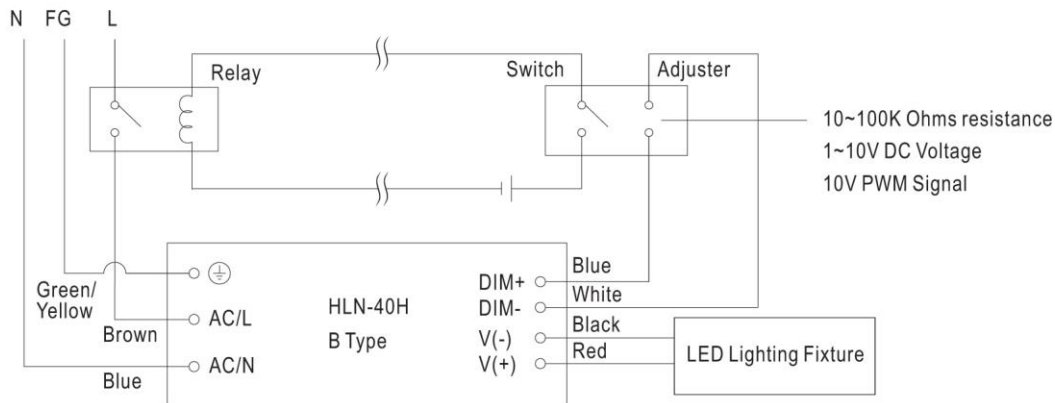 N FG L
Relay
Switch
Adjuster
10~100K Ohms resistance
1~10V DC Voltage
10V PWM Signal
Green/
Yellow
Brown
Blue
AC/L
AC/N
HLN-40H
B Type
DIM+
DIM-
V(-)
V(+)
Blue
White
Black
Red
LED Lighting Fixture